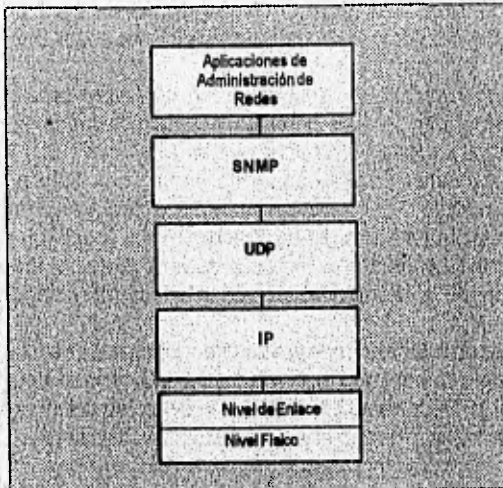 Aplicaciones de
Administración de
Redes
SNMP
UDP
IP
Nivel de Enlace
Nivel Físico